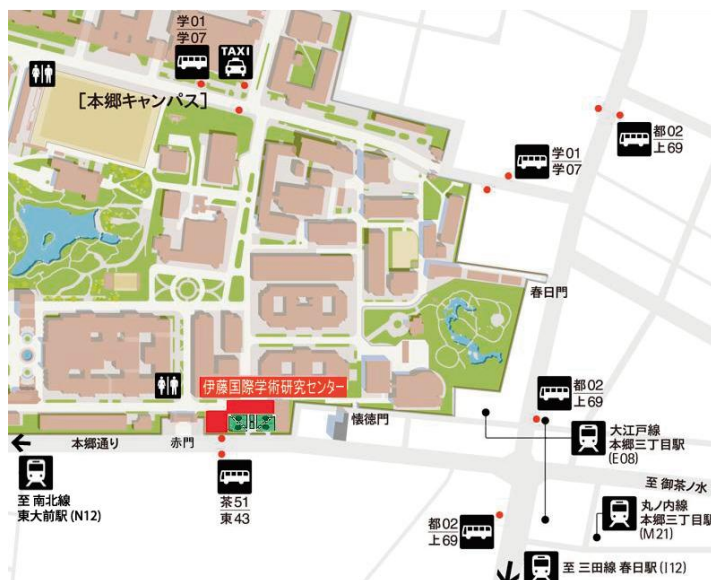 学01
学07
TAXI
[本郷キャンパス]
都02
上69
学01
学07
春日門
伊藤国際学術研究センター
都02
上69
懐徳門
大江戸線
本郷三丁目駅
(E08)
本郷通り
赤門
至 御茶ノ水
至 南北線
東大前駅 (N12)
茶51
東43
丸ノ内線
本郷三丁目駅
(M21)
都02
上69
至 三田線 春日駅 (I12)